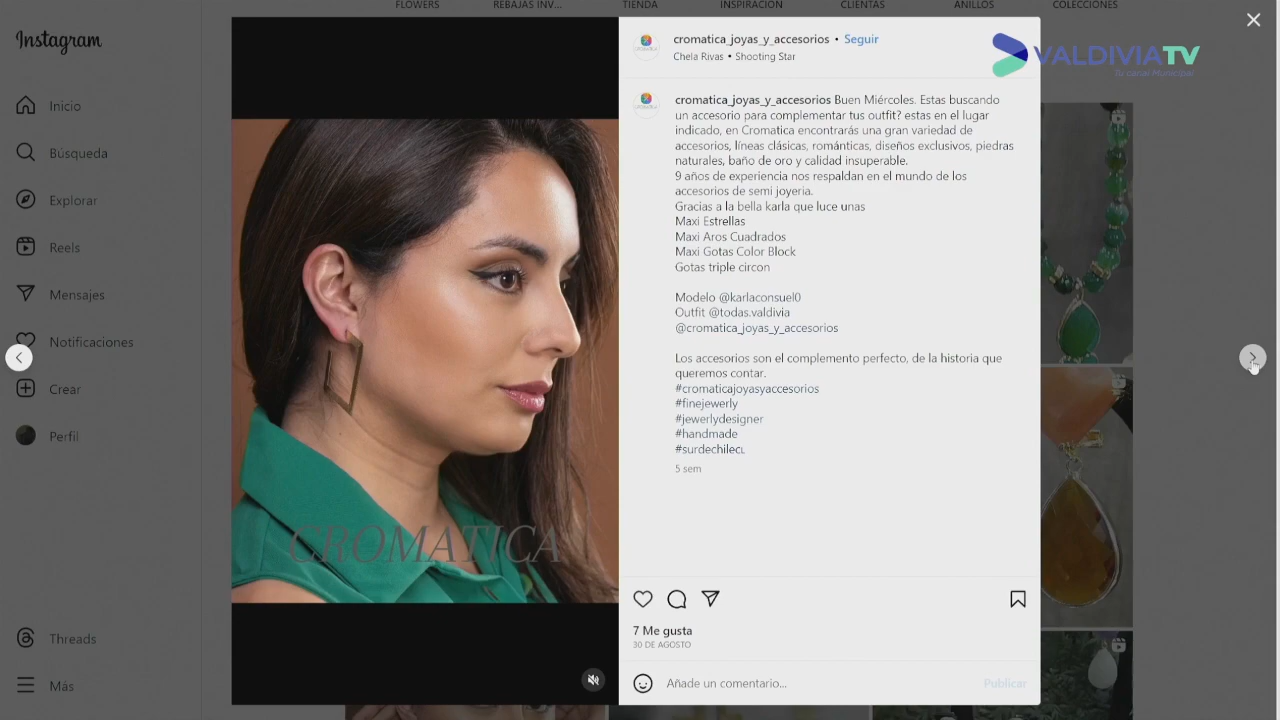 FLOWERS
REBAJAS INV...
TIENDA
INSPIRACIÓN
CLIENTAS
ANILLOS
COLECCIONES
Instagram
Inicio
Búsqueda
Explorar
Reels
Mensajes
Notificaciones
Crear
Perfil
Threads
Más
CROMATICA
cromatica_joyas_y_accesorios • Seguir
Chela Rivas • Shooting Star
VALDIVIATV
Tu canal Municipal
cromatica_joyas_y_accesorios Buen Miércoles. Estas buscando
un accesorio para complementar tus outfit? estas en el lugar
indicado, en Cromatica encontrarás una gran variedad de
accesorios, líneas clásicas, románticas, diseños exclusivos, piedras
naturales, baño de oro y calidad insuperable.
9 años de experiencia nos respaldan en el mundo de los
accesorios de semi joyeria.
Gracias a la bella karla que luce unas
Maxi Estrellas
Maxi Aros Cuadrados
Maxi Gotas Color Block
Gotas triple circon
Modelo @karlaconsuel0
Outfit @todas.valdivia
@cromatica_joyas_y_accesorios
Los accesorios son el complemento perfecto, de la historia que
queremos contar.
#cromaticajoyasyaccesorios
#finejewerly
#jewerlydesigner
#handmade
#surdechilecι
5 sem
7 Me gusta
30 DE AGOSTO
Añade un comentario...
Publicar